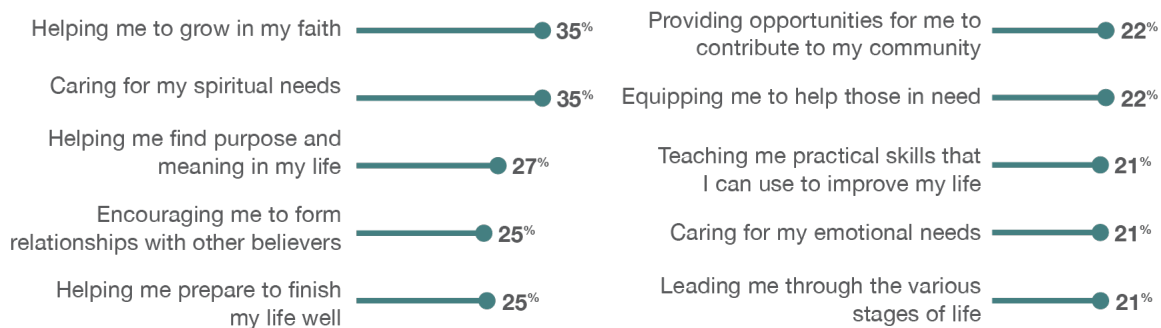 Helping me to grow in my faith 35%
Caring for my spiritual needs 35%
Helping me find purpose and
meaning in my life 27%
Encouraging me to form
relationships with other believers 25%
Helping me prepare to finish
my life well 25%
Providing opportunities for me to
contribute to my community 22%
Equipping me to help those in need 22%
Teaching me practical skills that
I can use to improve my life 21%
Caring for my emotional needs 21%
Leading me through the various
stages of life 21%